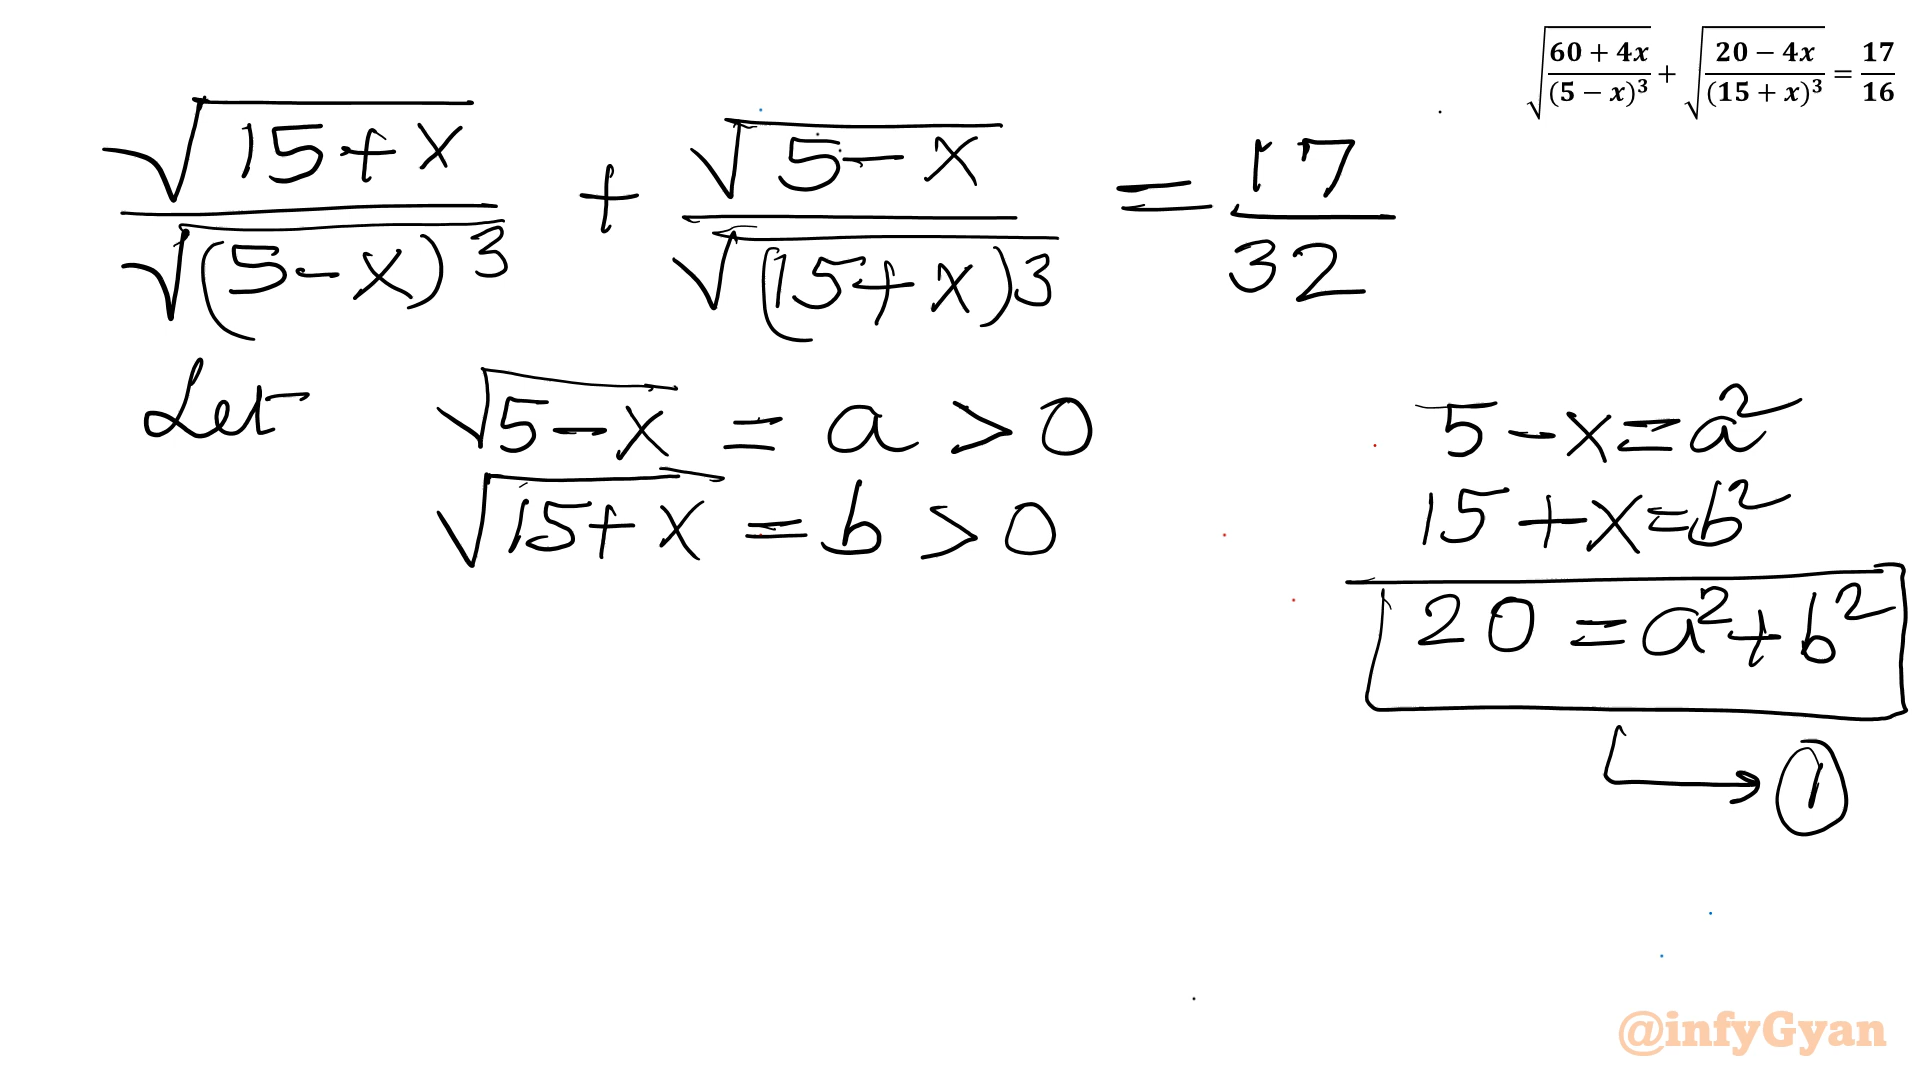 √((60 + 4x)/(5 − x)³) + √((20 − 4x)/(15 + x)³) = 17/16
√(15+x)/√((5−x)³) + √(5−x)/√((15+x)³) = 17/32
Let √(5−x) = a > 0
√(15+x) = b > 0
5−x=a²
15+x=b²
20 = a²+b²
①
@infyGyan